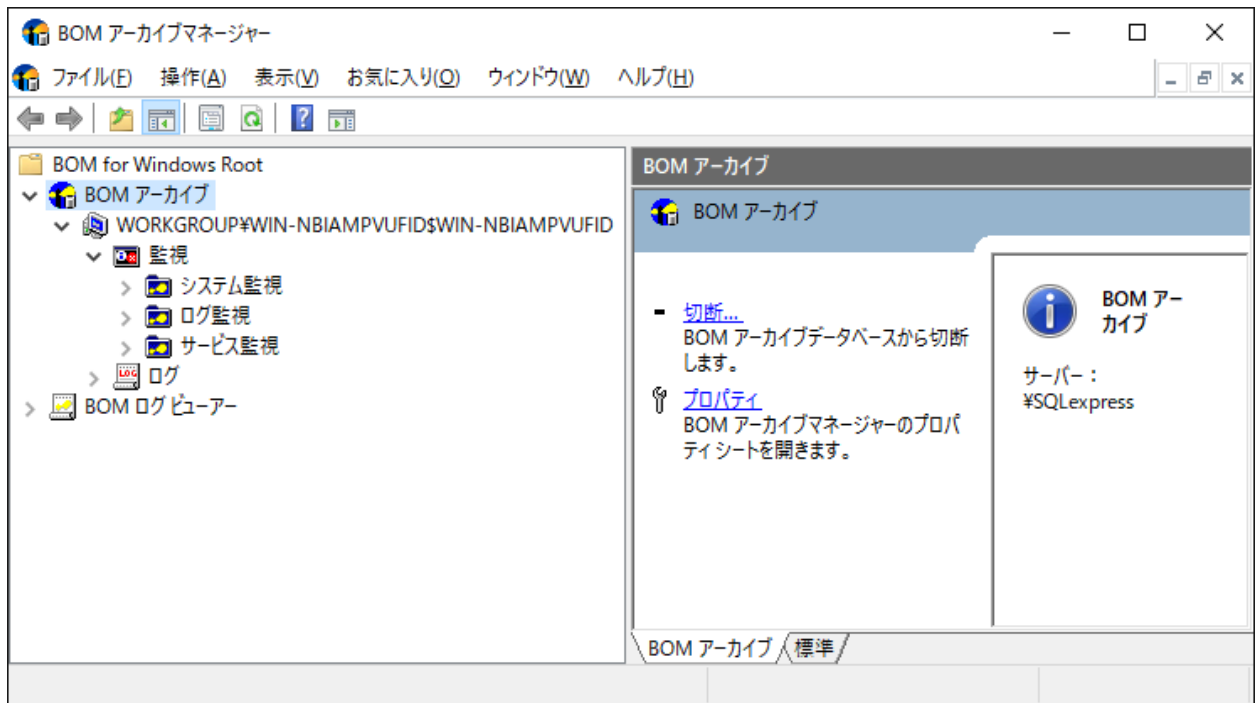 BOM アーカイブマネージャー
ファイル(F) 操作(A) 表示(V) お気に入り(O) ウィンドウ(W) ヘルプ(H)
BOM for Windows Root
BOM アーカイブ
WORKGROUP¥WIN-NBIAMPVUFID$WIN-NBIAMPVUFID
監視
システム監視
ログ監視
サービス監視
ログ
BOM ログ ビューアー
BOM アーカイブ
BOM アーカイブ
切断...
BOM アーカイブデータベースから切断
します。
プロパティ
BOM アーカイブマネージャーのプロパ
ティ シートを開きます。
BOM アー
カイブ
サーバー：
¥SQLexpress
BOM アーカイブ 標準